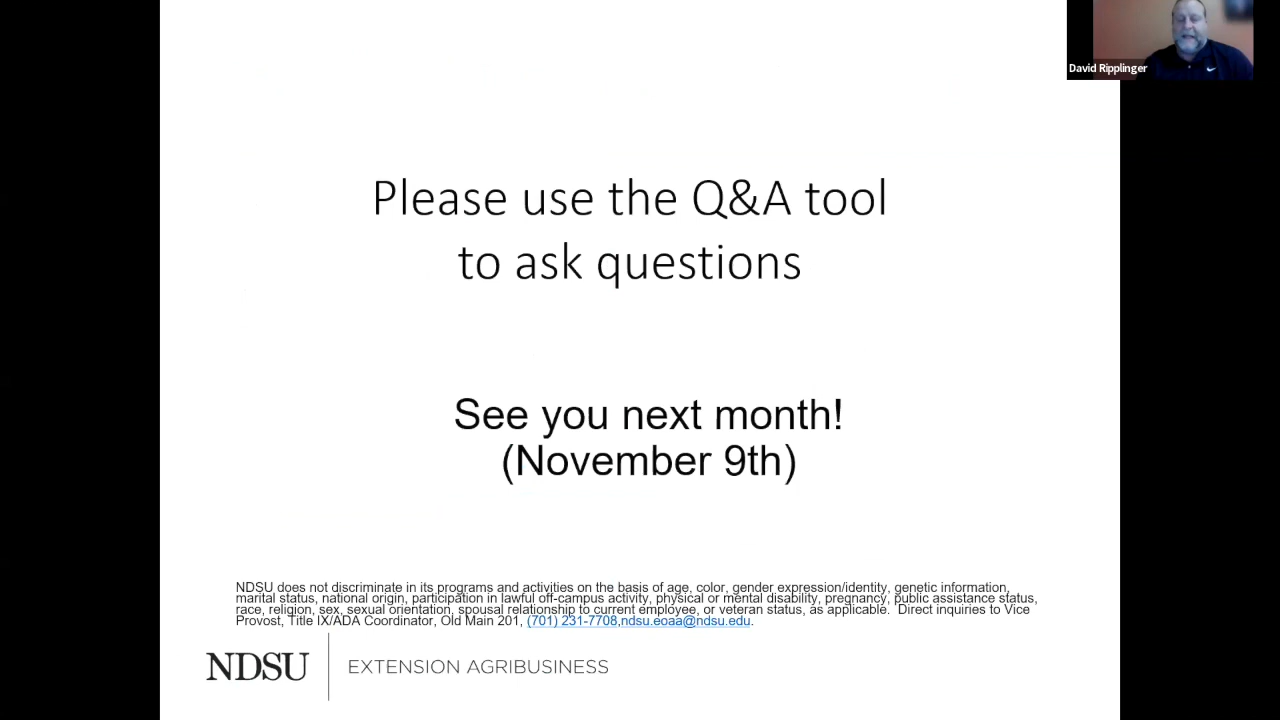 David Ripplinger
Please use the Q&A tool
to ask questions
See you next month!
(November 9th)
NDSU does not discriminate in its programs and activities on the basis of age, color, gender expression/identity, genetic information,
marital status, national origin, participation in lawful off-campus activity, physical or mental disability, pregnancy, public assistance status,
race, religion, sex, sexual orientation, spousal relationship to current employee, or veteran status, as applicable.  Direct inquiries to Vice
Provost, Title IX/ADA Coordinator, Old Main 201, (701) 231-7708,ndsu.eoaa@ndsu.edu.
NDSU EXTENSION AGRIBUSINESS